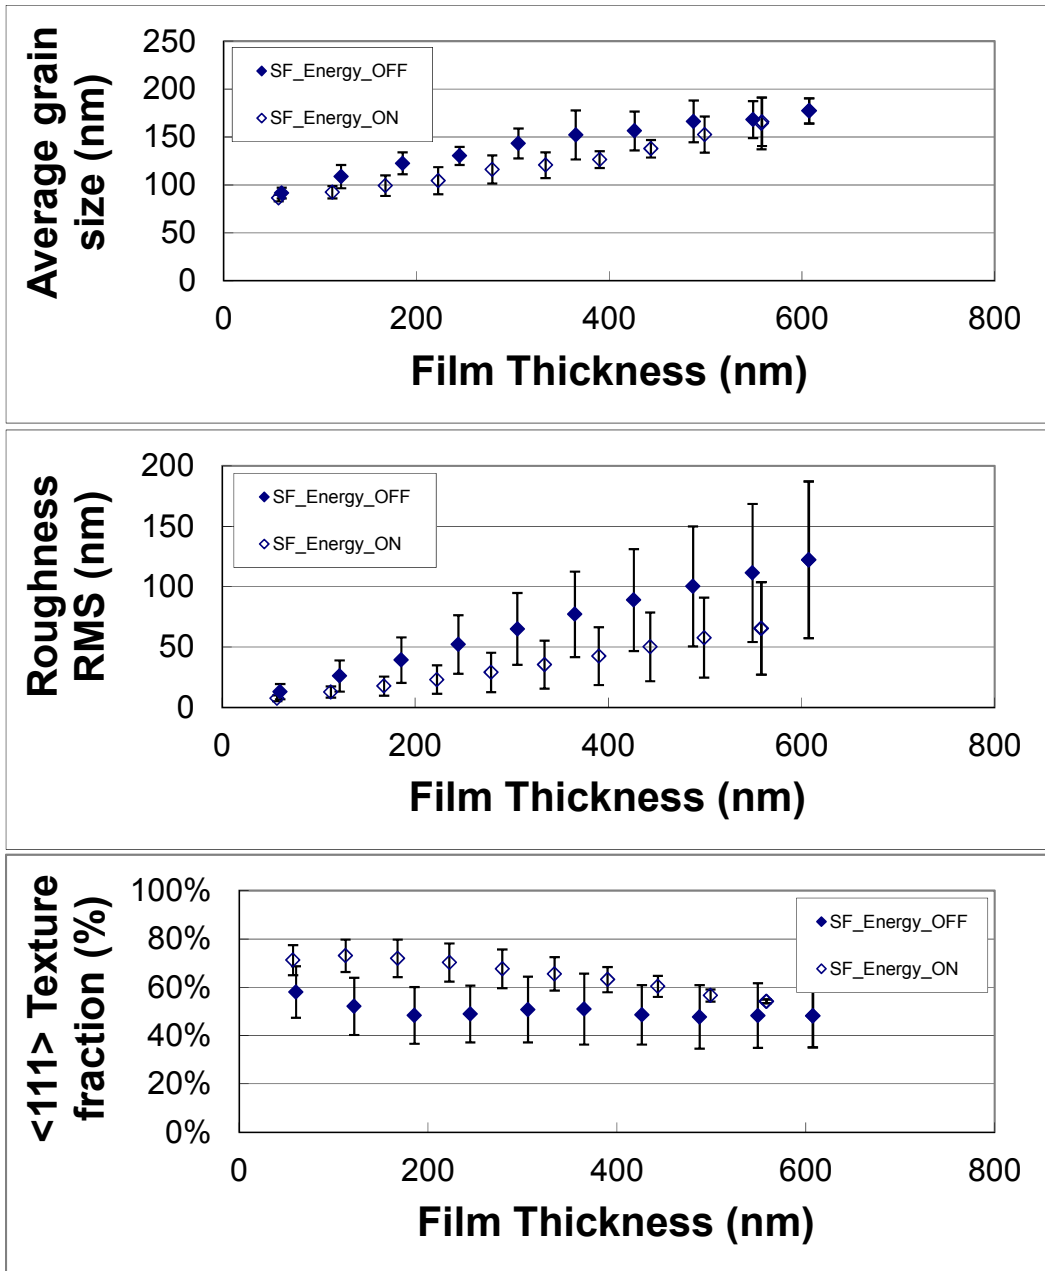 Average grain
size (nm)
250
200
150
100
50
0
SF_Energy_OFF
SF_Energy_ON
0 200 400 600 800
Film Thickness (nm)
Roughness
RMS (nm)
200
150
100
50
0
SF_Energy_OFF
SF_Energy_ON
0 200 400 600 800
Film Thickness (nm)
<111> Texture
fraction (%)
100%
80%
60%
40%
20%
0%
SF_Energy_OFF
SF_Energy_ON
0 200 400 600 800
Film Thickness (nm)